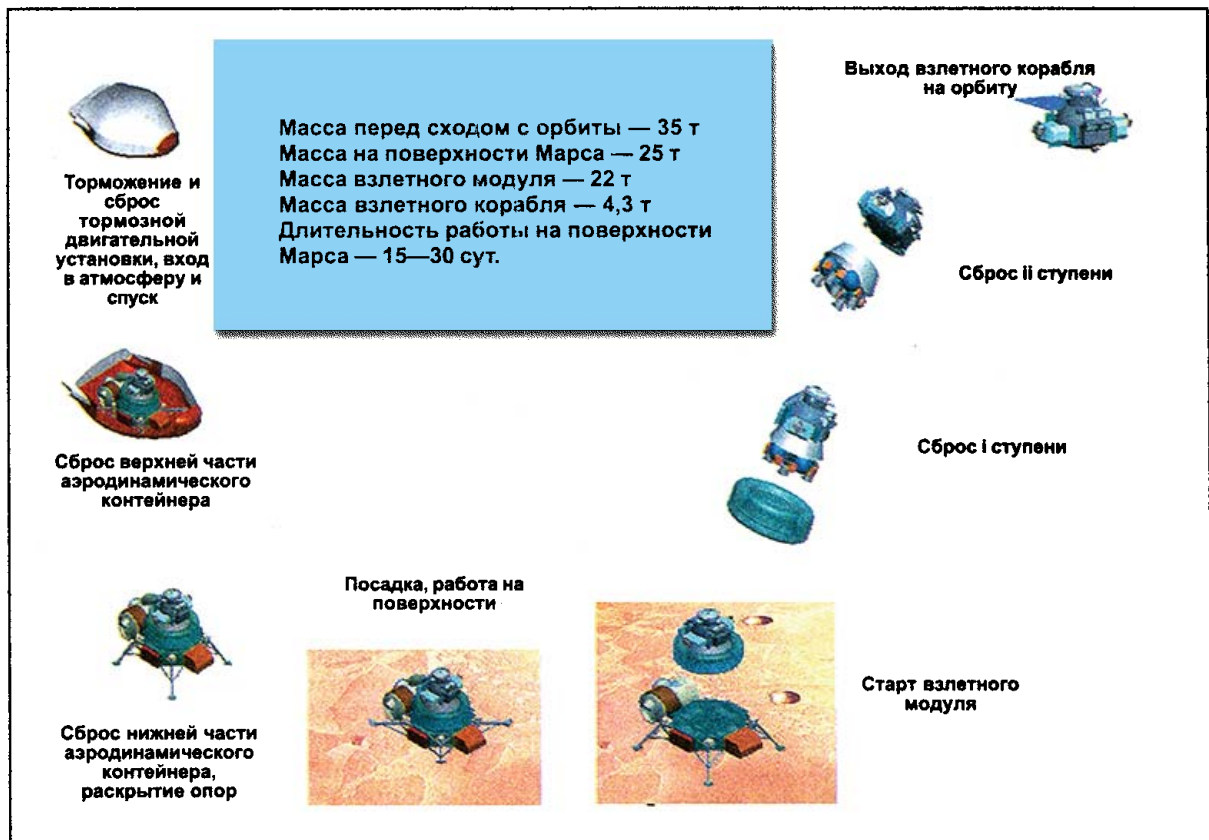 Масса перед сходом с орбиты — 35 т
Масса на поверхности Марса — 25 т
Масса взлетного модуля — 22 т
Масса взлетного корабля — 4,3 т
Длительность работы на поверхности
Марса — 15—30 сут.
Торможение и
сброс
тормозной
двигательной
установки, вход
в атмосферу и
спуск
Сброс верхней части
аэродинамического
контейнера
Сброс нижней части
аэродинамического
контейнера,
раскрытие опор
Посадка, работа на
поверхности
Старт взлетного
модуля
Сброс i ступени
Сброс ii ступени
Выход взлетного корабля
на орбиту